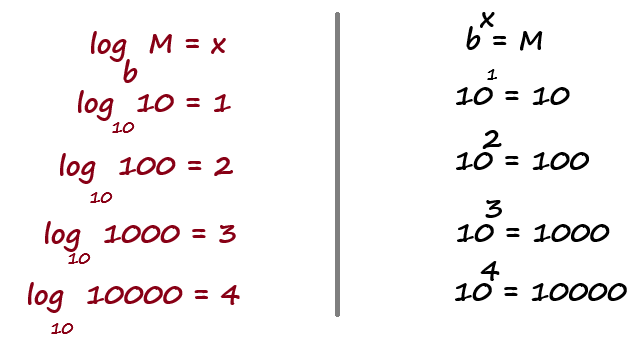 log_b M = x
log_10 10 = 1
log_10 100 = 2
log_10 1000 = 3
log_10 10000 = 4
b^x = M
10^1 = 10
10^2 = 100
10^3 = 1000
10^4 = 10000